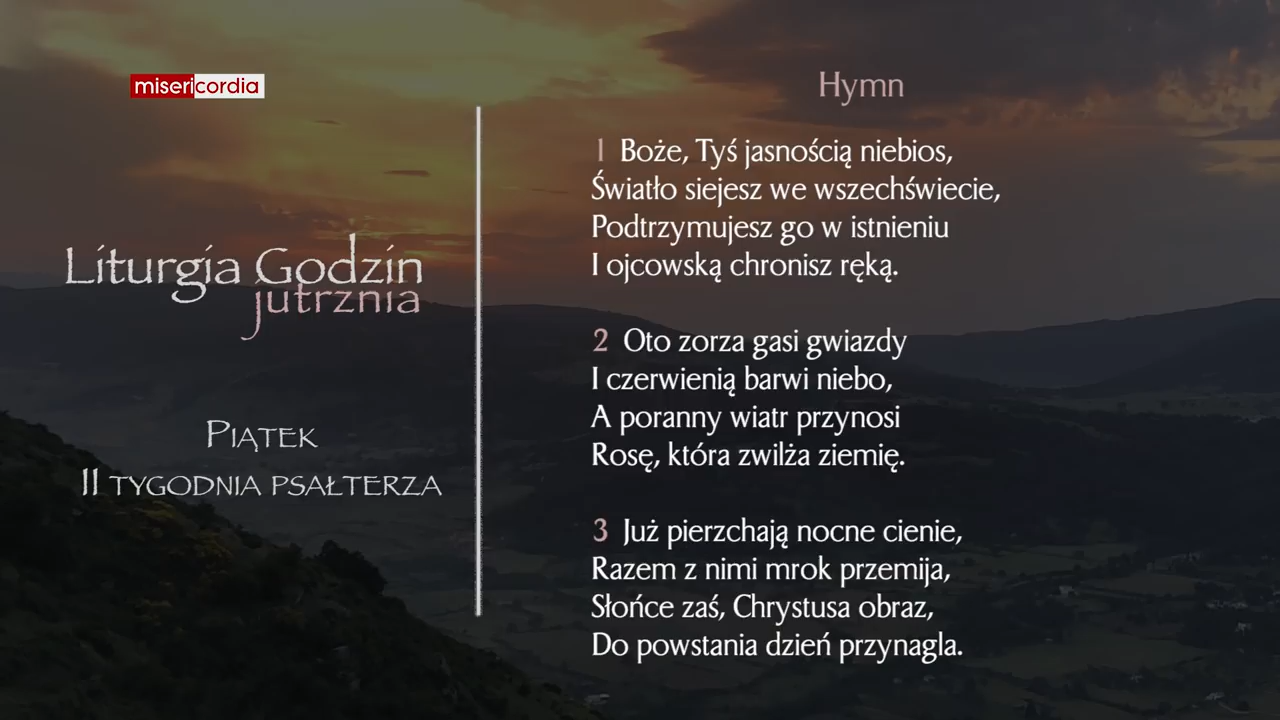 misericordia
Liturgia Godzin
jutrznia
Piątek
II tygodnia psałterza
Hymn
1 Boże, Tyś jasnością niebios,
Światło siejesz we wszechświecie,
Podtrzymujesz go w istnieniu
I ojcowską chronisz ręką.
2 Oto zorza gasi gwiazdy
I czerwienią barwi niebo,
A poranny wiatr przynosi
Rosę, która zwilża ziemię.
3 Już pierzchają nocne cienie,
Razem z nimi mrok przemija,
Słońce zaś, Chrystusa obraz,
Do powstania dzień przynagla.